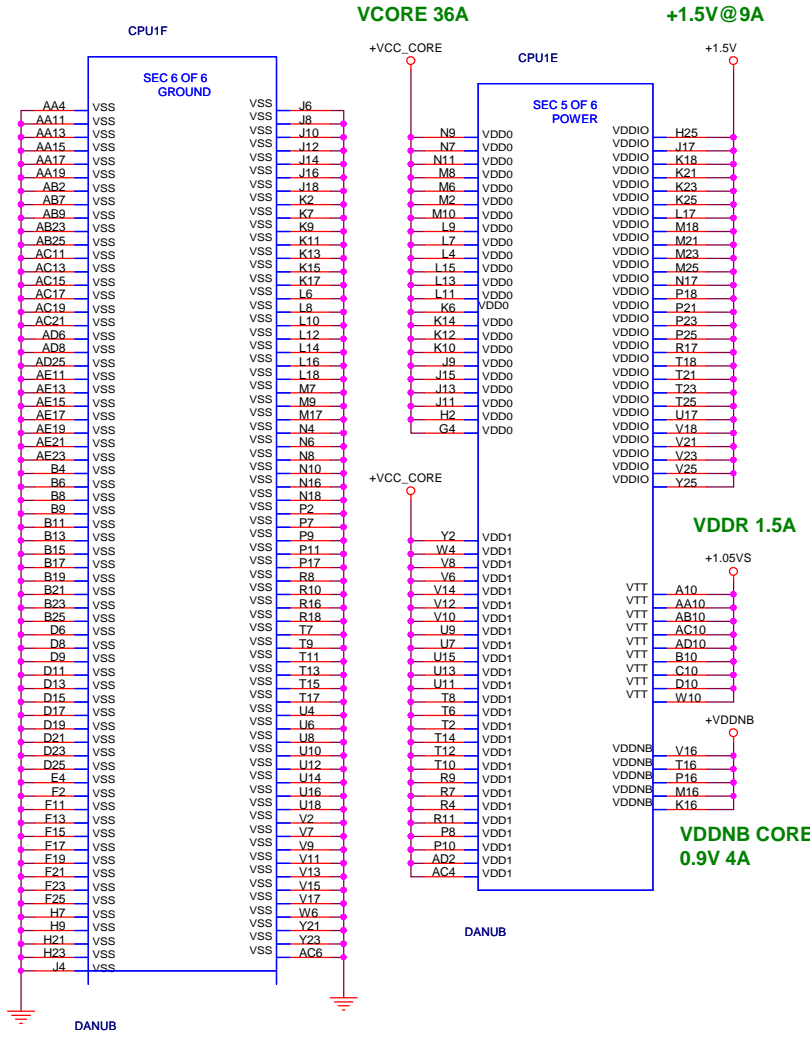 VCORE 36A
+1.5V@9A
CPU1F
SEC 6 OF 6
GROUND
AA4 VSS VSS J6
AA11 VSS VSS J8
AA13 VSS VSS J10
AA15 VSS VSS J12
AA17 VSS VSS J14
AA19 VSS VSS J16
AB2 VSS VSS J18
AB7 VSS VSS K2
AB9 VSS VSS K7
AB23 VSS VSS K9
AB25 VSS VSS K11
AC11 VSS VSS K13
AC13 VSS VSS K15
AC15 VSS VSS K17
AC17 VSS VSS L6
AC19 VSS VSS L8
AC21 VSS VSS L10
AD6 VSS VSS L12
AD8 VSS VSS L14
AD25 VSS VSS L16
AE11 VSS VSS L18
AE13 VSS VSS M7
AE15 VSS VSS M9
AE17 VSS VSS M17
AE19 VSS VSS N4
AE21 VSS VSS N6
AE23 VSS VSS N8
B4 VSS VSS N10
B6 VSS VSS N16
B8 VSS VSS N18
B9 VSS VSS P2
B11 VSS VSS P7
B13 VSS VSS P9
B15 VSS VSS P11
B17 VSS VSS P17
B19 VSS VSS R8
B21 VSS VSS R10
B23 VSS VSS R16
B25 VSS VSS R18
D6 VSS VSS T7
D8 VSS VSS T9
D9 VSS VSS T11
D11 VSS VSS T13
D13 VSS VSS T15
D15 VSS VSS T17
D17 VSS VSS U4
D19 VSS VSS U6
D21 VSS VSS U8
D23 VSS VSS U10
D25 VSS VSS U12
E4 VSS VSS U14
F2 VSS VSS U16
F11 VSS VSS U18
F13 VSS VSS V2
F15 VSS VSS V7
F17 VSS VSS V9
F19 VSS VSS V11
F21 VSS VSS V13
F23 VSS VSS V15
F25 VSS VSS V17
H7 VSS VSS W6
H9 VSS VSS Y21
H21 VSS VSS Y23
H23 VSS VSS AC6
J4 VSS
DANUB
+VCC_CORE
CPU1E
+1.5V
SEC 5 OF 6
POWER
N9 VDD0 VDDIO H25
N7 VDD0 VDDIO J17
N11 VDD0 VDDIO K18
M8 VDD0 VDDIO K21
M6 VDD0 VDDIO K23
M2 VDD0 VDDIO K25
M10 VDD0 VDDIO L17
L9 VDD0 VDDIO M18
L7 VDD0 VDDIO M21
L4 VDD0 VDDIO M23
L15 VDD0 VDDIO M25
L13 VDD0 VDDIO N17
L11 VDD0 VDDIO P18
K6 VDD0 VDDIO P21
K14 VDD0 VDDIO P23
K12 VDD0 VDDIO P25
K10 VDD0 VDDIO R17
J9 VDD0 VDDIO T18
J15 VDD0 VDDIO T21
J13 VDD0 VDDIO T23
J11 VDD0 VDDIO T25
H2 VDD0 VDDIO U17
G4 VDD0 VDDIO V18
VDDIO V21
VDDIO V23
VDDIO V25
VDDIO Y25
+VCC_CORE
VDDR 1.5A
+1.05VS
Y2 VDD1
W4 VDD1
V8 VDD1
V6 VDD1
V14 VDD1 VTT A10
V12 VDD1 VTT AA10
V10 VDD1 VTT AB10
U9 VDD1 VTT AC10
U7 VDD1 VTT AD10
U15 VDD1 VTT B10
U13 VDD1 VTT C10
U11 VDD1 VTT D10
T8 VDD1 VTT W10
T6 VDD1
T2 VDD1
+VDDNB
T14 VDD1
T12 VDD1 VDDNB V16
T10 VDD1 VDDNB T16
R9 VDD1 VDDNB P16
R7 VDD1 VDDNB M16
R4 VDD1 VDDNB K16
R11 VDD1
P8 VDD1
P10 VDD1
AD2 VDD1
AC4 VDD1
VDDNB CORE
0.9V 4A
DANUB